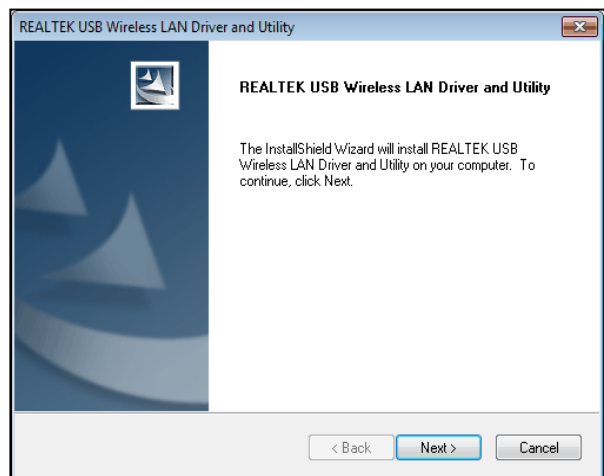 REALTEK USB Wireless LAN Driver and Utility
REALTEK USB Wireless LAN Driver and Utility
The InstallShield Wizard will install REALTEK USB
Wireless LAN Driver and Utility on your computer. To
continue, click Next.
< Back Next > Cancel